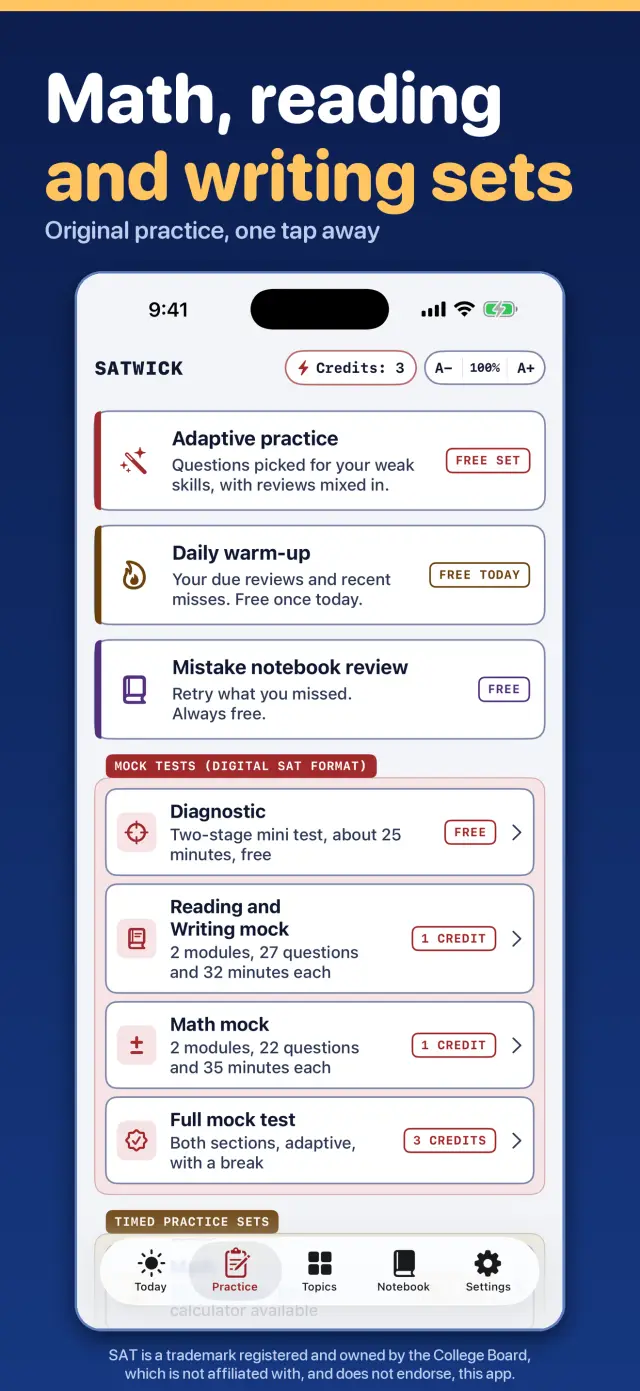 Math, reading
and writing sets
Original practice, one tap away
9:41
SATWICK
Credits: 3
A− 100% A+
Adaptive practice
Questions picked for your weak
skills, with reviews mixed in.
FREE SET
Daily warm-up
Your due reviews and recent
misses. Free once today.
FREE TODAY
Mistake notebook review
Retry what you missed.
Always free.
FREE
MOCK TESTS (DIGITAL SAT FORMAT)
Diagnostic
Two-stage mini test, about 25
minutes, free
FREE
Reading and
Writing mock
2 modules, 27 questions
and 32 minutes each
1 CREDIT
Math mock
2 modules, 22 questions
and 35 minutes each
1 CREDIT
Full mock test
Both sections, adaptive,
with a break
3 CREDITS
TIMED PRACTICE SETS
Today
Practice
Topics
Notebook
Settings
calculator available
SAT is a trademark registered and owned by the College Board,
which is not affiliated with, and does not endorse, this app.